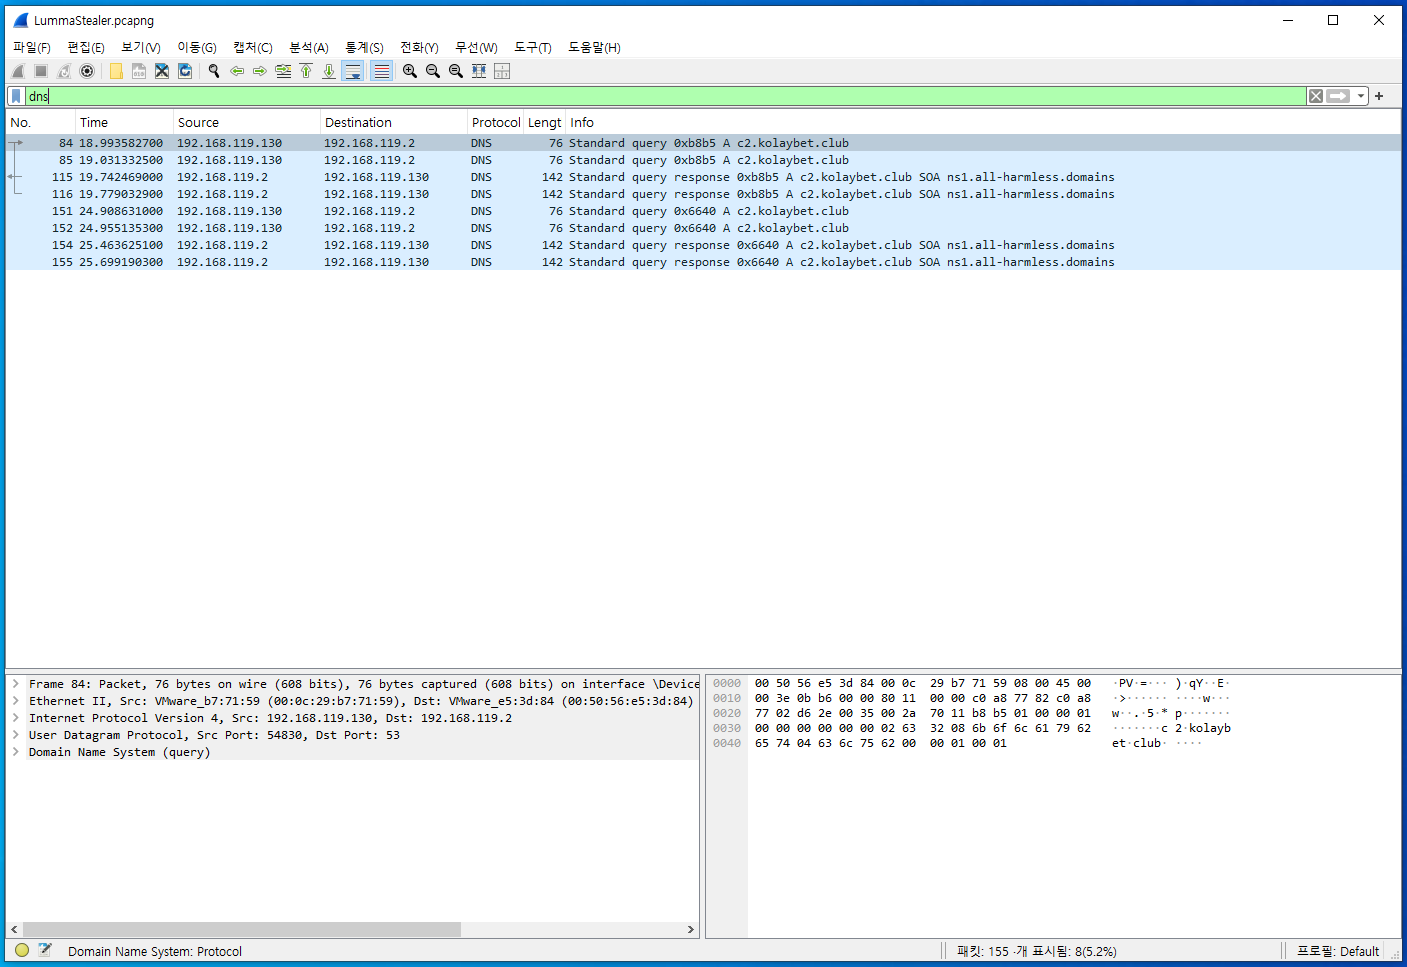 LummaStealer.pcapng
파일(F) 편집(E) 보기(V) 이동(G) 캡처(C) 분석(A) 통계(S) 전화(Y) 무선(W) 도구(T) 도움말(H)
dns
No. Time Source Destination Protocol Lengt Info
84 18.993582700 192.168.119.130 192.168.119.2 DNS 76 Standard query 0xb8b5 A c2.kolaybet.club
85 19.031332500 192.168.119.130 192.168.119.2 DNS 76 Standard query 0xb8b5 A c2.kolaybet.club
115 19.742469000 192.168.119.2 192.168.119.130 DNS 142 Standard query response 0xb8b5 A c2.kolaybet.club SOA ns1.all-harmless.domains
116 19.779032900 192.168.119.2 192.168.119.130 DNS 142 Standard query response 0xb8b5 A c2.kolaybet.club SOA ns1.all-harmless.domains
151 24.908631000 192.168.119.130 192.168.119.2 DNS 76 Standard query 0x6640 A c2.kolaybet.club
152 24.955135300 192.168.119.130 192.168.119.2 DNS 76 Standard query 0x6640 A c2.kolaybet.club
154 25.463625100 192.168.119.2 192.168.119.130 DNS 142 Standard query response 0x6640 A c2.kolaybet.club SOA ns1.all-harmless.domains
155 25.699190300 192.168.119.2 192.168.119.130 DNS 142 Standard query response 0x6640 A c2.kolaybet.club SOA ns1.all-harmless.domains
Frame 84: Packet, 76 bytes on wire (608 bits), 76 bytes captured (608 bits) on interface \Device
Ethernet II, Src: VMware_b7:71:59 (00:0c:29:b7:71:59), Dst: VMware_e5:3d:84 (00:50:56:e5:3d:84)
Internet Protocol Version 4, Src: 192.168.119.130, Dst: 192.168.119.2
User Datagram Protocol, Src Port: 54830, Dst Port: 53
Domain Name System (query)
0000 00 50 56 e5 3d 84 00 0c 29 b7 71 59 08 00 45 00 ·PV·=··· )·qY··E·
0010 00 3e 0b b6 00 00 80 11 00 00 c0 a8 77 82 c0 a8 ·>······ ····w···
0020 77 02 d6 2e 00 35 00 2a 70 11 b8 b5 01 00 00 01 w··.·5·* p·······
0030 00 00 00 00 00 00 02 63 32 08 6b 6f 6c 61 79 62 ·······c 2·kolayb
0040 65 74 04 63 6c 75 62 00 00 01 00 01 et·club· ····
Domain Name System: Protocol
패킷: 155 ·개 표시됨: 8(5.2%)
프로필: Default